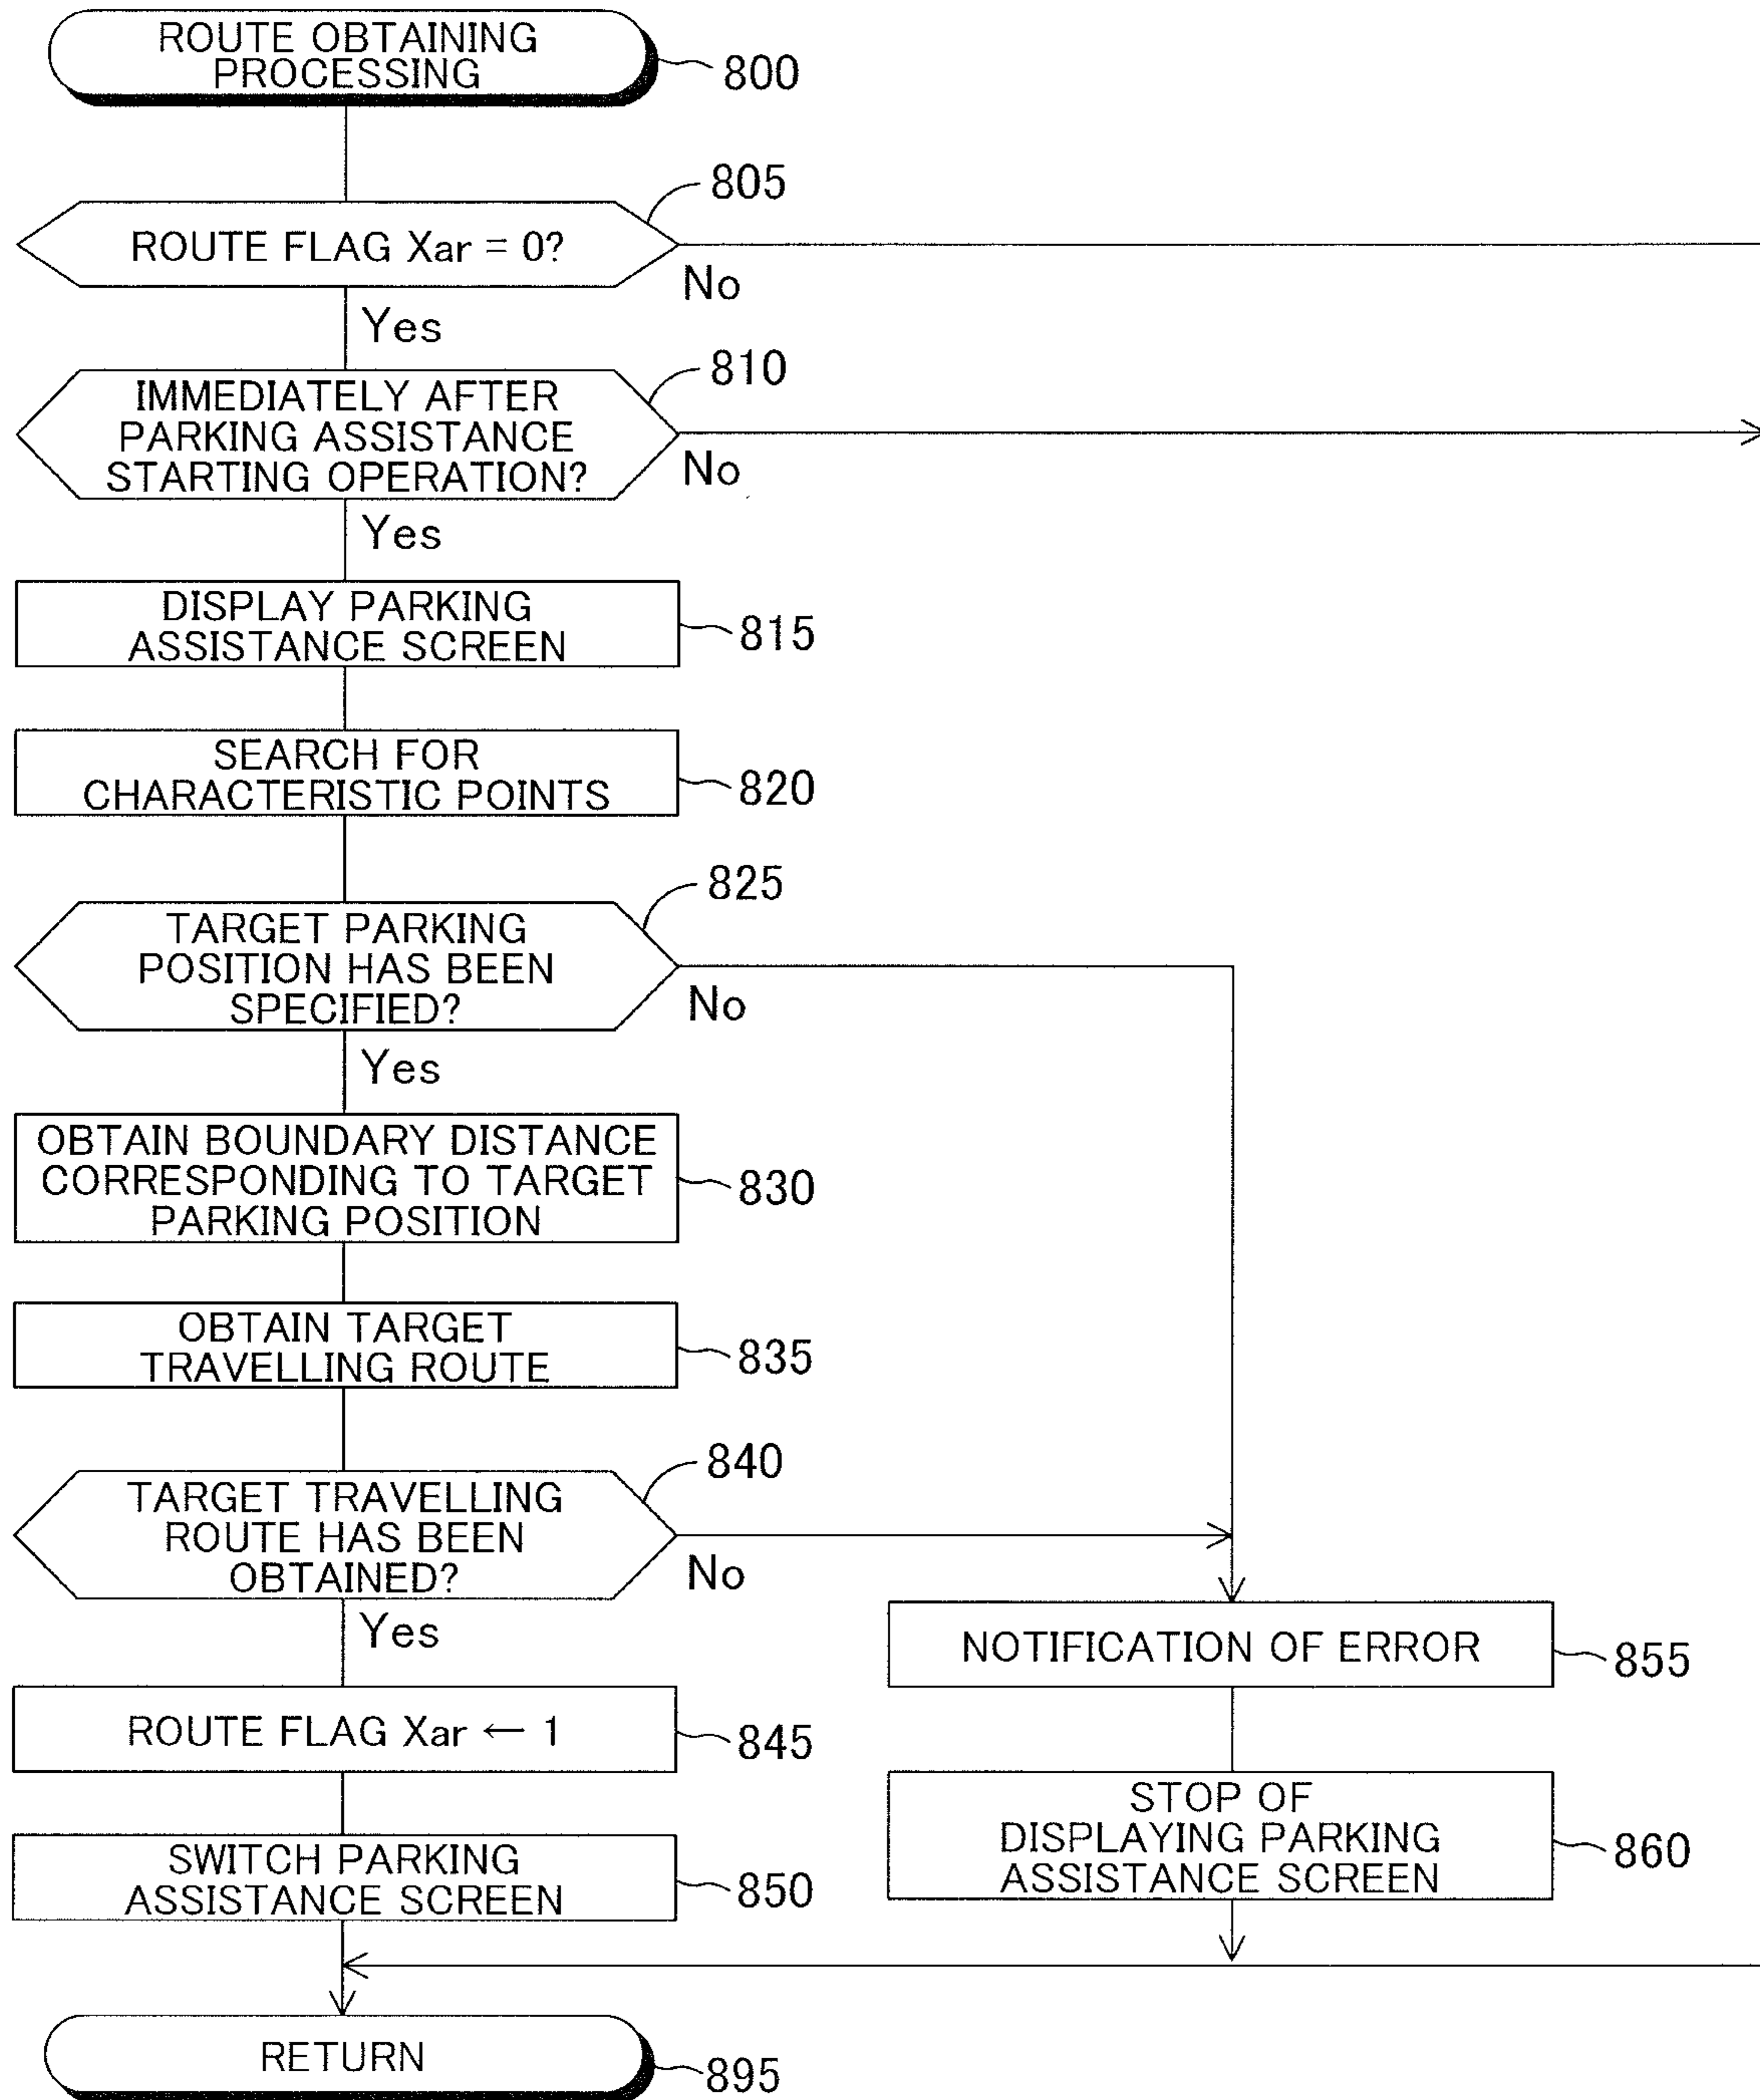 ROUTE OBTAINING
PROCESSING
800
805
ROUTE FLAG Xar = 0?
No
Yes
810
IMMEDIATELY AFTER
PARKING ASSISTANCE
STARTING OPERATION?
No
Yes
DISPLAY PARKING
ASSISTANCE SCREEN
815
SEARCH FOR
CHARACTERISTIC POINTS
820
825
TARGET PARKING
POSITION HAS BEEN
SPECIFIED?
No
Yes
OBTAIN BOUNDARY DISTANCE
CORRESPONDING TO TARGET
PARKING POSITION
830
OBTAIN TARGET
TRAVELLING ROUTE
835
840
TARGET TRAVELLING
ROUTE HAS BEEN
OBTAINED?
No
Yes
NOTIFICATION OF ERROR
855
ROUTE FLAG Xar ← 1
845
STOP OF
DISPLAYING PARKING
ASSISTANCE SCREEN
860
SWITCH PARKING
ASSISTANCE SCREEN
850
RETURN
895